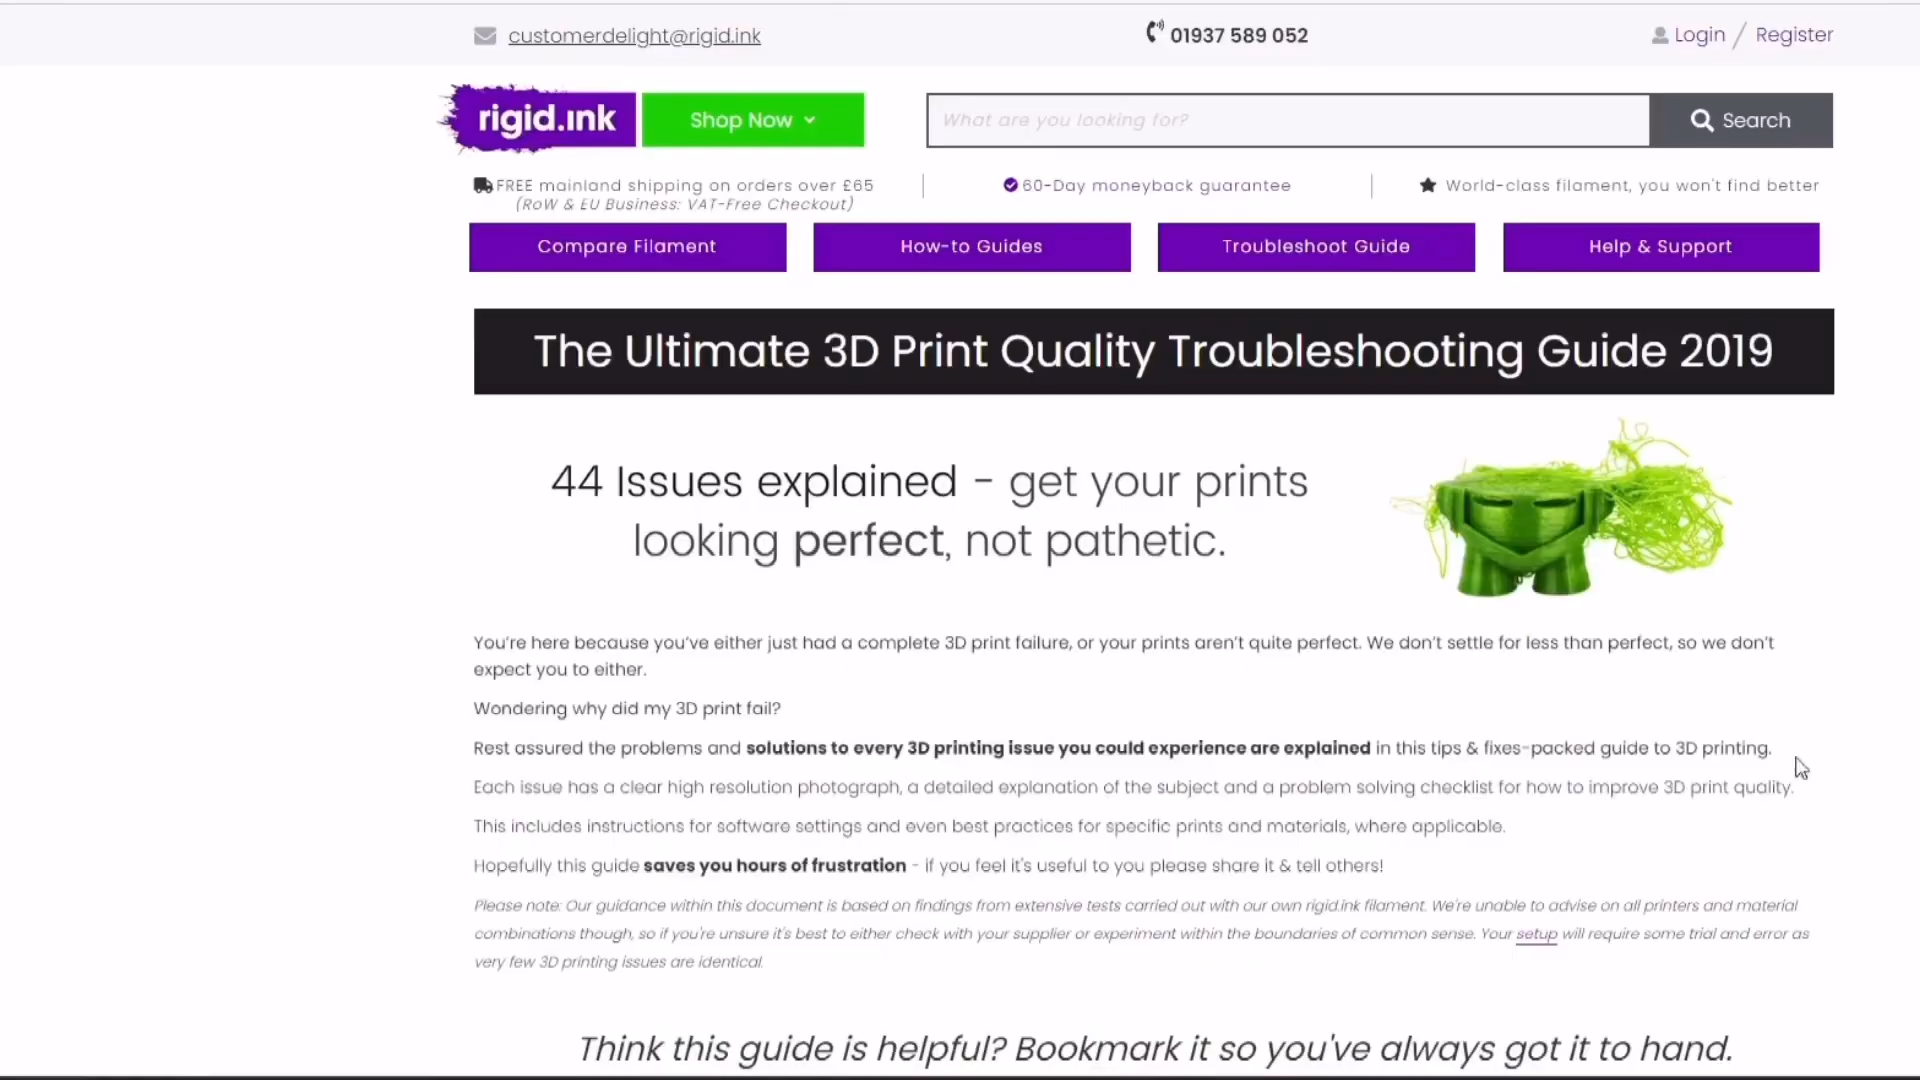 customerdelight@rigid.ink
01937 589 052
Login / Register
rigid.ink
Shop Now
What are you looking for?
Search
FREE mainland shipping on orders over £65
(RoW & EU Business: VAT-Free Checkout)
60-Day moneyback guarantee
World-class filament, you won't find better
Compare Filament
How-to Guides
Troubleshoot Guide
Help & Support
The Ultimate 3D Print Quality Troubleshooting Guide 2019
44 Issues explained - get your prints
looking perfect, not pathetic.
You're here because you've either just had a complete 3D print failure, or your prints aren't quite perfect. We don't settle for less than perfect, so we don't
expect you to either.
Wondering why did my 3D print fail?
Rest assured the problems and solutions to every 3D printing issue you could experience are explained in this tips & fixes-packed guide to 3D printing.
Each issue has a clear high resolution photograph, a detailed explanation of the subject and a problem solving checklist for how to improve 3D print quality.
This includes instructions for software settings and even best practices for specific prints and materials, where applicable.
Hopefully this guide saves you hours of frustration - if you feel it's useful to you please share it & tell others!
Please note: Our guidance within this document is based on findings from extensive tests carried out with our own rigid.ink filament. We're unable to advise on all printers and material
combinations though, so if you're unsure it's best to either check with your supplier or experiment within the boundaries of common sense. Your setup will require some trial and error as
very few 3D printing issues are identical.
Think this guide is helpful? Bookmark it so you've always got it to hand.